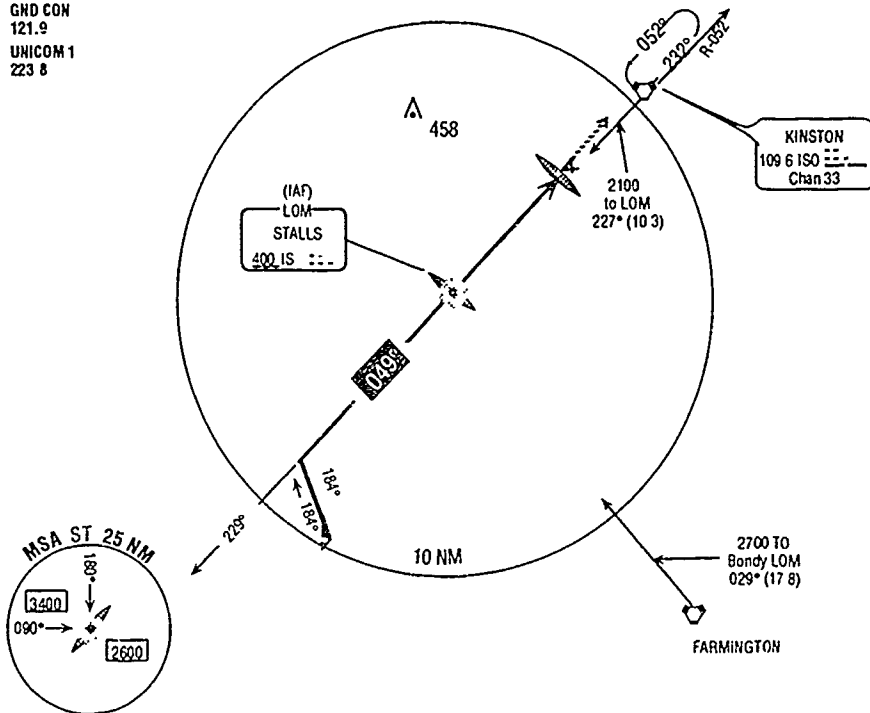 GND CON
121.9
UNICOM 1
223 8
052°
232°
R-052
458
KINSTON
109 6 ISO
Chan 33
2100
to LOM
227° (10 3)
(IAF)
LOM
STALLS
400 IS
049°
184°
184°
229°
10 NM
MSA ST 25 NM
180°
3400
090°
2600
2700 TO
Bondy LOM
029° (17 8)
FARMINGTON